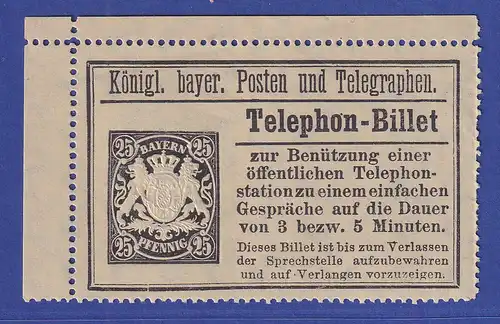 Königl. bayer. Posten und Telegraphen.
Telephon-Billet
25 BAYERN 25
25 PFENNIG 25
zur Benützung einer
öffentlichen Telephon-
station zu einem einfachen
Gespräche auf die Dauer
von 3 bezw. 5 Minuten.
Dieses Billet ist bis zum Verlassen
der Sprechstelle aufzubewahren
und auf Verlangen vorzuzeigen.